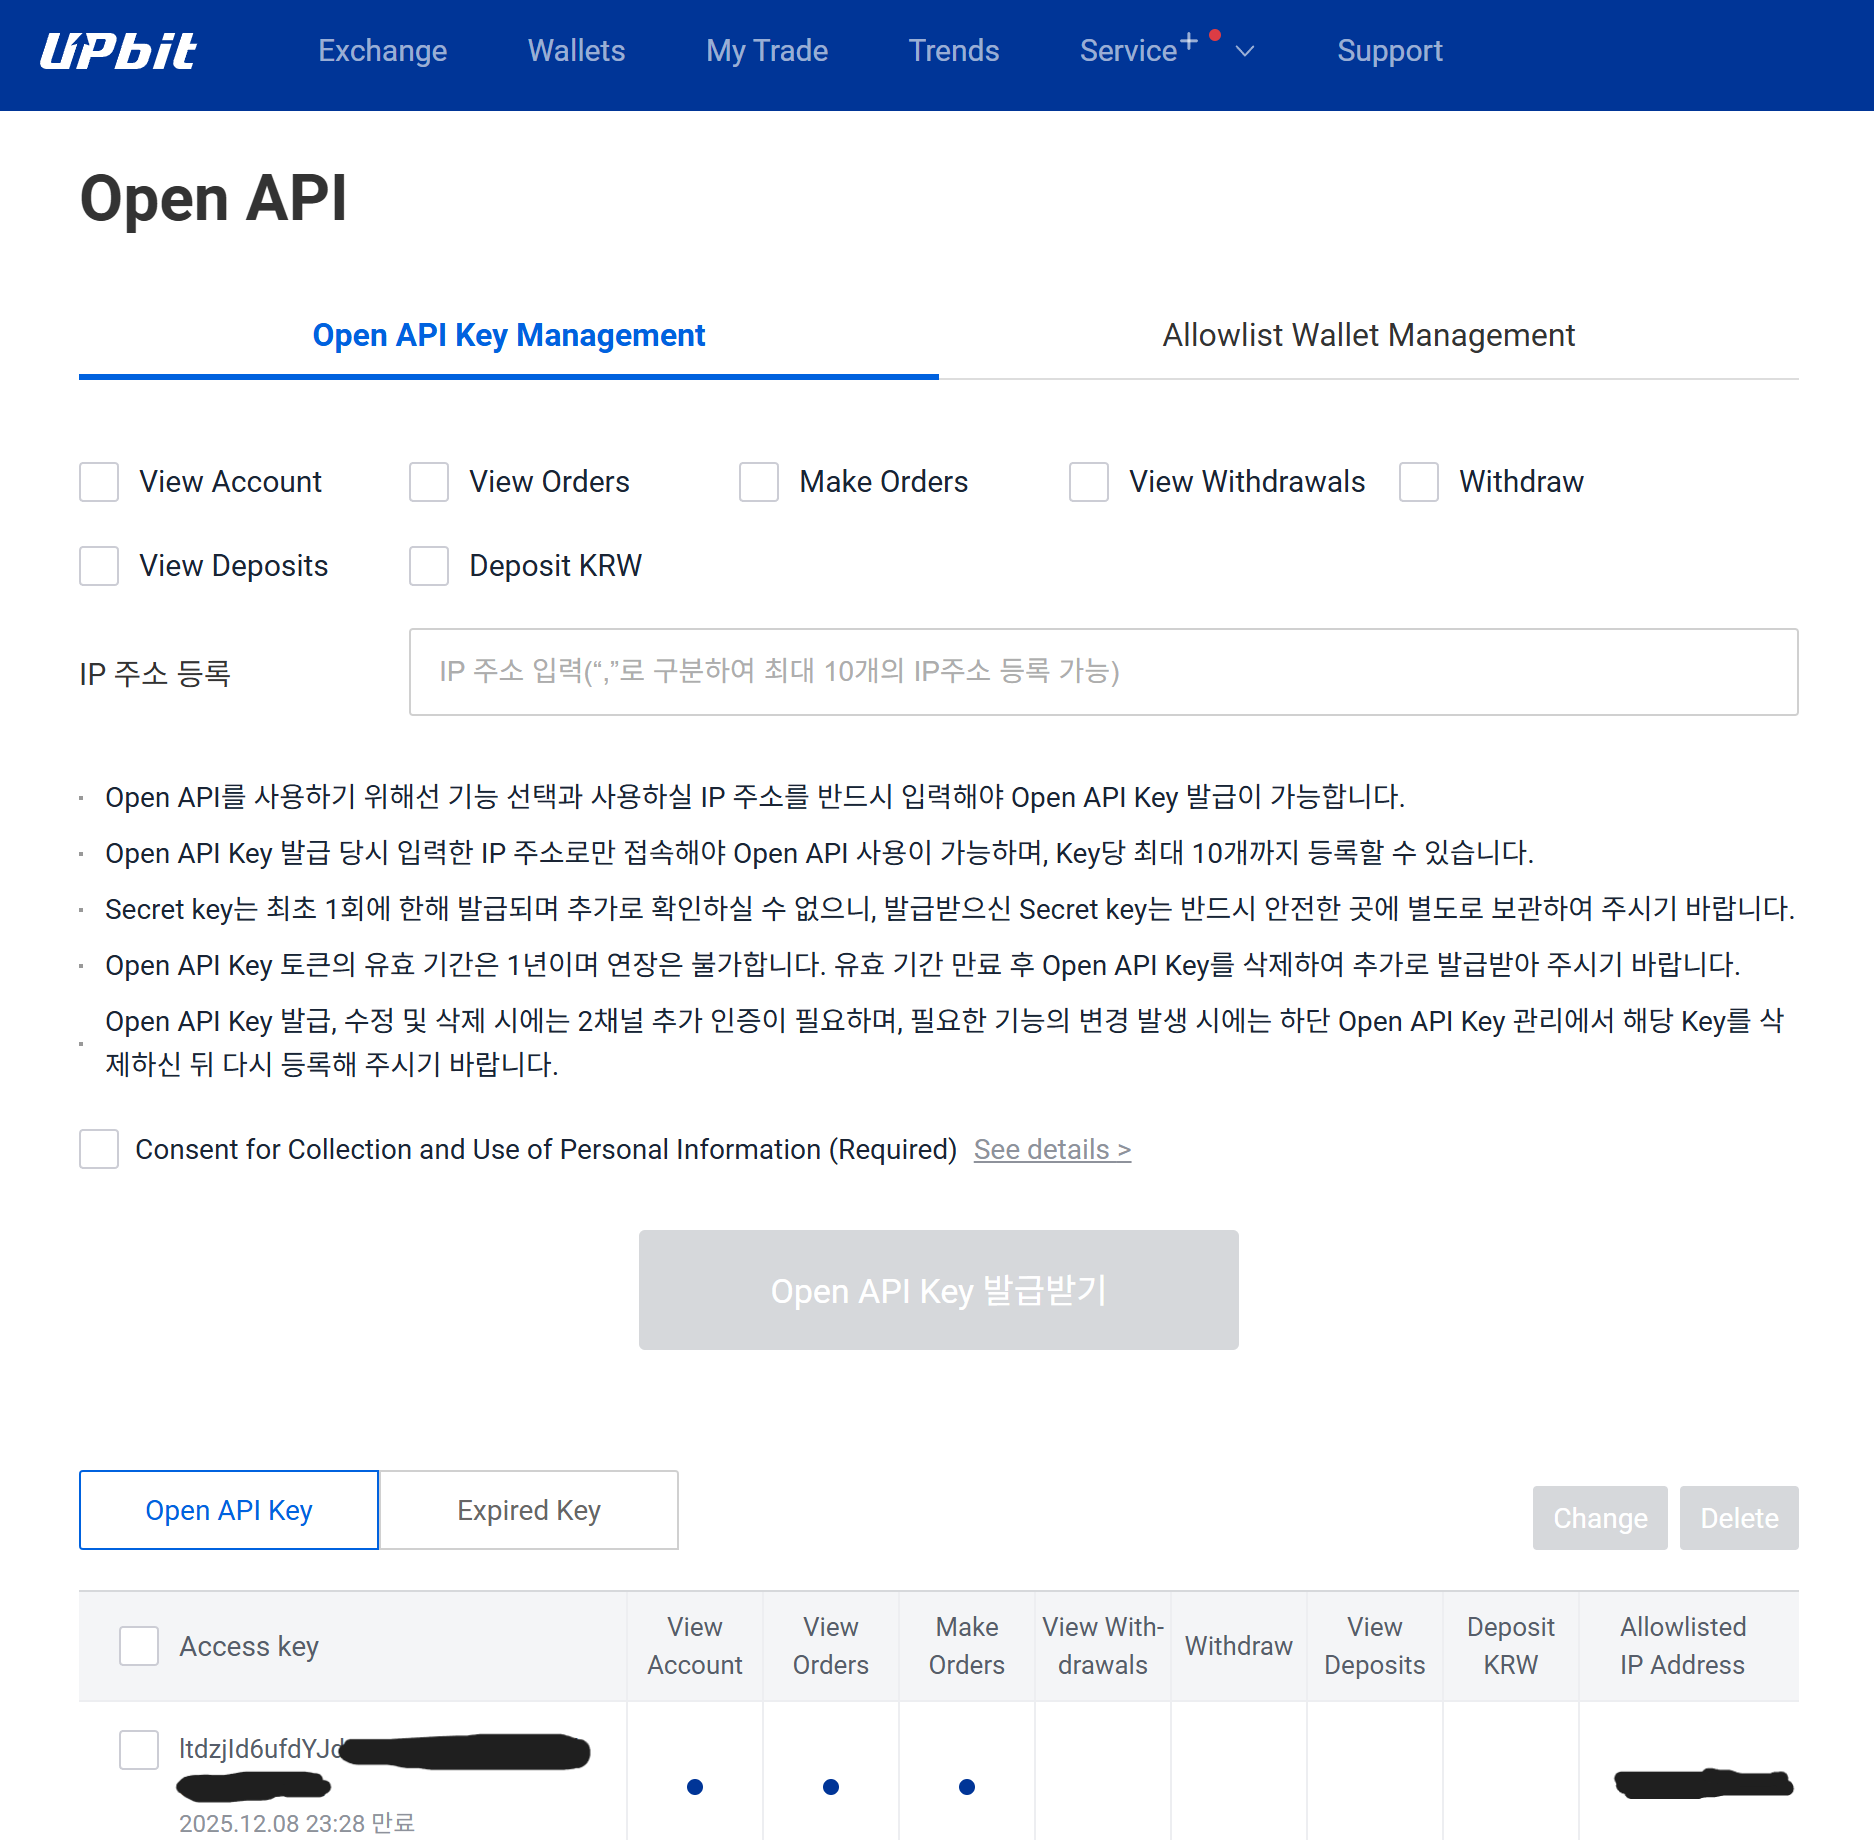 UPbit Exchange Wallets My Trade Trends Service+ Support
Open API
Open API Key Management Allowlist Wallet Management
View Account View Orders Make Orders View Withdrawals Withdraw
View Deposits Deposit KRW
IP 주소 등록 IP 주소 입력(“,”로 구분하여 최대 10개의 IP주소 등록 가능)
· Open API를 사용하기 위해선 기능 선택과 사용하실 IP 주소를 반드시 입력해야 Open API Key 발급이 가능합니다.
· Open API Key 발급 당시 입력한 IP 주소로만 접속해야 Open API 사용이 가능하며, Key당 최대 10개까지 등록할 수 있습니다.
· Secret key는 최초 1회에 한해 발급되며 추가로 확인하실 수 없으니, 발급받으신 Secret key는 반드시 안전한 곳에 별도로 보관하여 주시기 바랍니다.
· Open API Key 토큰의 유효 기간은 1년이며 연장은 불가합니다. 유효 기간 만료 후 Open API Key를 삭제하여 추가로 발급받아 주시기 바랍니다.
· Open API Key 발급, 수정 및 삭제 시에는 2채널 추가 인증이 필요하며, 필요한 기능의 변경 발생 시에는 하단 Open API Key 관리에서 해당 Key를 삭
제하신 뒤 다시 등록해 주시기 바랍니다.
Consent for Collection and Use of Personal Information (Required) See details >
Open API Key 발급받기
Open API Key Expired Key Change Delete
Access key
View
Account
View
Orders
Make
Orders
View With-
drawals
Withdraw
View
Deposits
Deposit
KRW
Allowlisted
IP Address
2025.12.08 23:28 만료